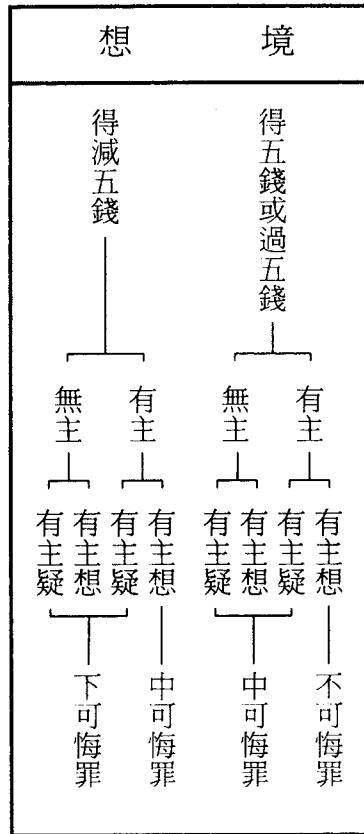 境想
得五錢或過五錢
有主
有主想
不可悔罪
有主疑
無主
有主想
有主疑
中可悔罪
得減五錢
有主
有主想
中可悔罪
有主疑
無主
有主想
有主疑
下可悔罪